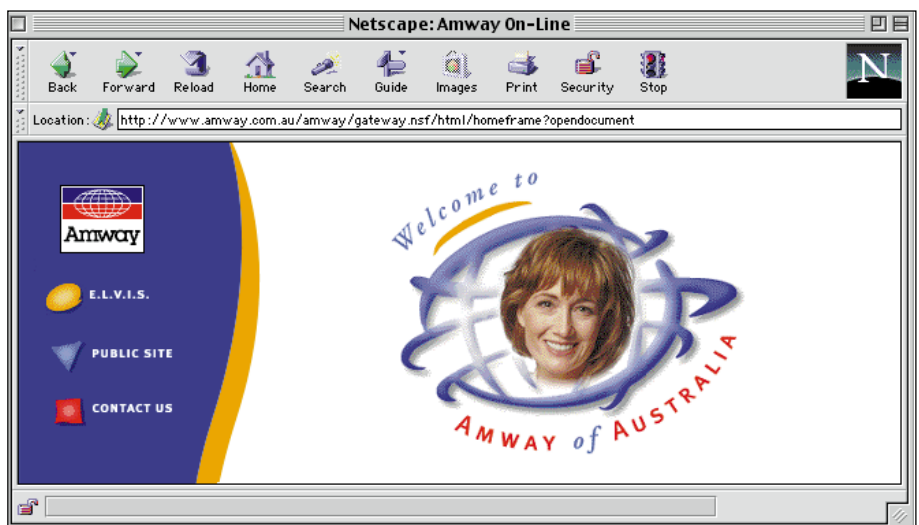 Netscape: Amway On-Line
Back Forward Reload Home Search Guide Images Print Security Stop
N
Location: http://www.amway.com.au/amway/gateway.nsf/html/homeframe?opendocument
Welcome to
Amway
E.L.V.I.S.
PUBLIC SITE
CONTACT US
AMWAY of AUSTRALIA